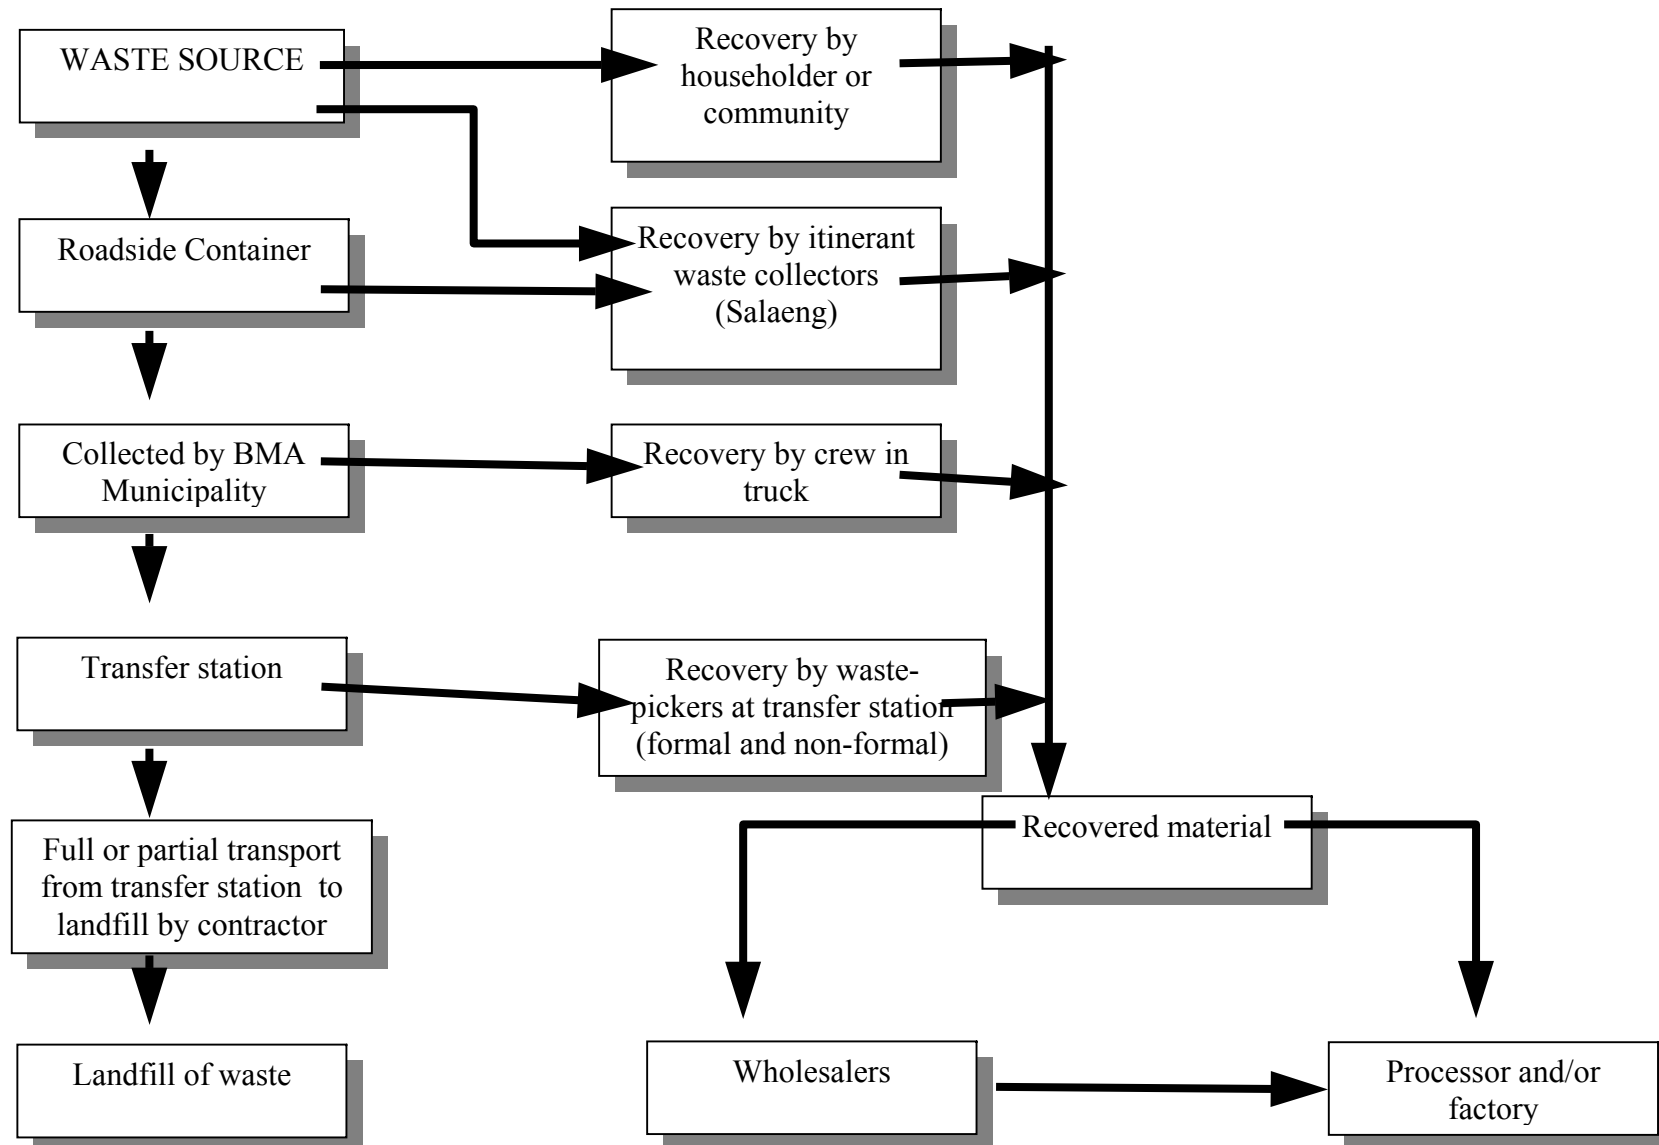 WASTE SOURCE
Recovery by
householder or
community
Roadside Container
Recovery by itinerant
waste collectors
(Salaeng)
Collected by BMA
Municipality
Recovery by crew in
truck
Transfer station
Recovery by waste-
pickers at transfer station
(formal and non-formal)
Recovered material
Full or partial transport
from transfer station to
landfill by contractor
Landfill of waste
Wholesalers
Processor and/or
factory